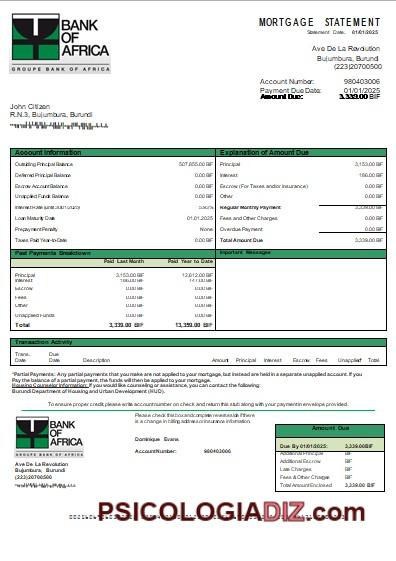 BANK
OF
AFRICA
GROUPE BANK OF AFRICA
MORTGAGE STATEMENT
Statement Date: 01/01/2025
Ave De La Revolution
Bujumbura, Burundi
(223)20700500
Account Number: 980403006
Payment Due Date: 01/01/2025
Amount Due: 3,339.00 BIF
John Citizen
R.N.3, Bujumbura, Burundi
Account Information
Outsiding Principal Balance 507,855.00 BIF
Deferred Principal Balance 0.00 BIF
Escrow Account Balance 0.00 BIF
Unapplied Funds Balance 0.00 BIF
Loan Maturity Date 01.01.2025
Prepayment Penalty None
Taxes Paid Year-to-Date 0.00 BIF
Explanation of Amount Due
Principal 3,153.00 BIF
Interest 186.00 BIF
Escrow (For Taxes and/or Insurance) 0.00 BIF
Other 0.00 BIF
Regular Monthly Payment 3,339.00 BIF
Fees and Other Charges 0.00 BIF
Overdue Payment 0.00 BIF
Total Amount Due 3,339.00 BIF
Past Payments Breakdown
Paid Last Month Paid Year to Date
Principal 3,153.00 BIF 12,612.00 BIF
Interest 186.00 BIF
Escrow 0.00 BIF 0.00 BIF
Fees 0.00 BIF 0.00 BIF
Other 0.00 BIF 0.00 BIF
Unapplied Funds 0.00 BIF 0.00 BIF
Total 3,339.00 BIF 13,359.00 BIF
Important Messages
Transaction Activity
Trans. Due
Date Date Description Amount Principal Interest Escrow Fees Unapplied* Total
*Partial Payments: Any partial payments that you make are not applied to your mortgage, but instead are held in a separate unapplied account. If you
Pay the balance of a partial payment, the funds will then be applied to your mortgage.
Housing Counselor Information: If you would like counseling or assistance, you can contact the following:
Burundi Department of Housing and Urban Development (HUD).
To ensure proper credit please write account number on check and return this stub along with your payment in envelope provided.
BANK
OF
AFRICA
GROUPE BANK OF AFRICA
Ave De La Revolution
Bujumbura, Burundi
(223)20700500
Please check this box and complete reverse side if there
is a change in billing address or insurance information.
Dominique Evans
Account Number: 980403006
Amount Due
Due By 01/01/2025: 3,339.00BIF
Additional Principal BIF
Additional Escrow BIF
Late Charges BIF
Fees & Other Charges BIF
Total Amount Enclosed 3,339.00 BIF
PSICOLOGIADIZ.com